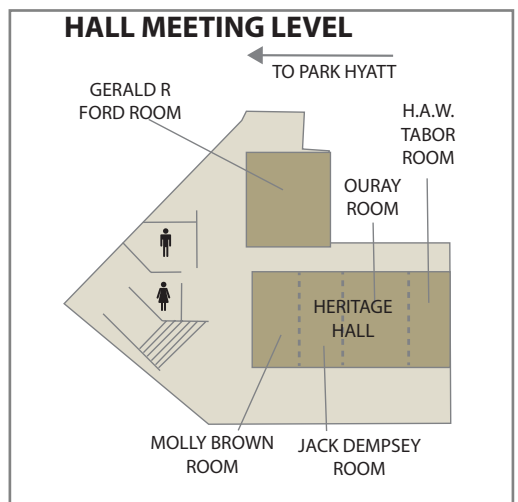 HALL MEETING LEVEL
TO PARK HYATT
GERALD R
FORD ROOM
H.A.W.
TABOR
ROOM
OURAY
ROOM
HERITAGE
HALL
MOLLY BROWN
ROOM
JACK DEMPSEY
ROOM